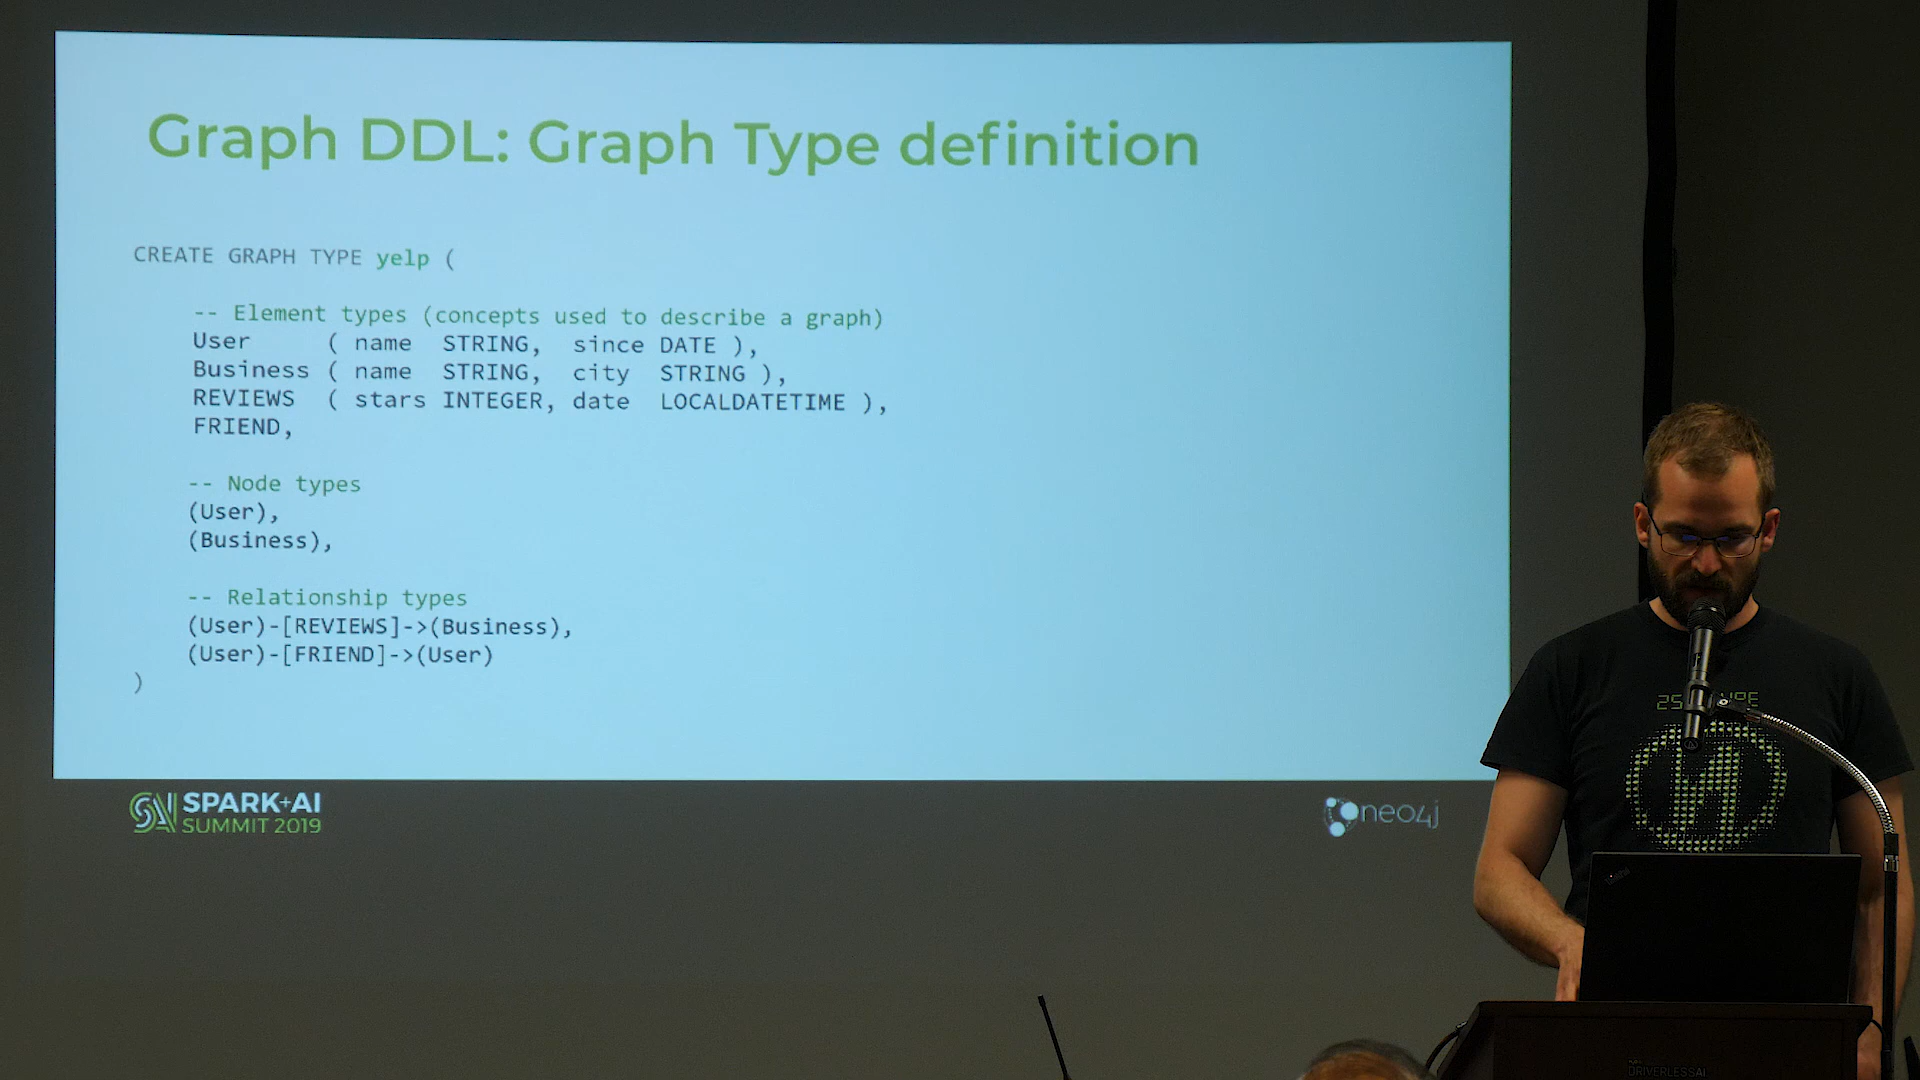 Graph DDL: Graph Type definition
CREATE GRAPH TYPE yelp (
-- Element types (concepts used to describe a graph)
User ( name STRING, since DATE ),
Business ( name STRING, city STRING ),
REVIEWS ( stars INTEGER, date LOCALDATETIME ),
FRIEND,
-- Node types
(User),
(Business),
-- Relationship types
(User)-[REVIEWS]->(Business),
(User)-[FRIEND]->(User)
)
SPARK+AI
SUMMIT 2019
neo4j
ThinkPad
DRIVERLESSAI